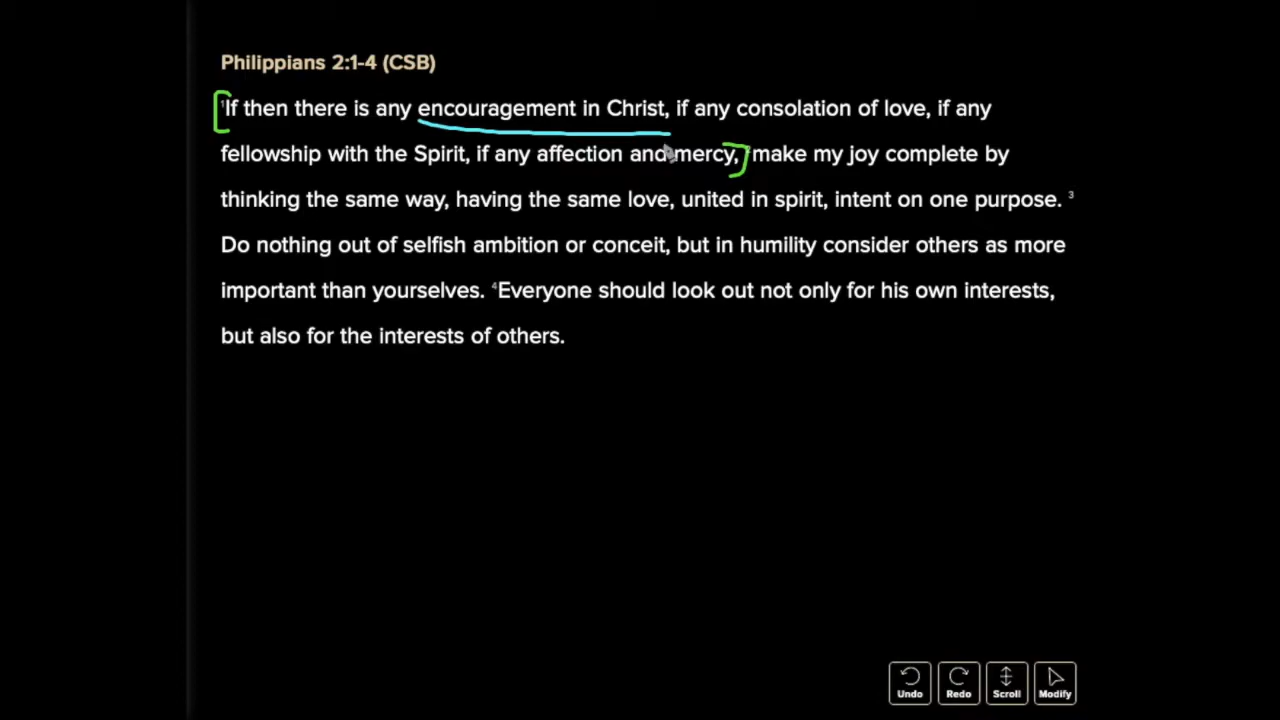 Philippians 2:1-4 (CSB)
¹If then there is any encouragement in Christ, if any consolation of love, if any
fellowship with the Spirit, if any affection and mercy, ²make my joy complete by
thinking the same way, having the same love, united in spirit, intent on one purpose. ³
Do nothing out of selfish ambition or conceit, but in humility consider others as more
important than yourselves. ⁴Everyone should look out not only for his own interests,
but also for the interests of others.
Undo Redo Scroll Modify